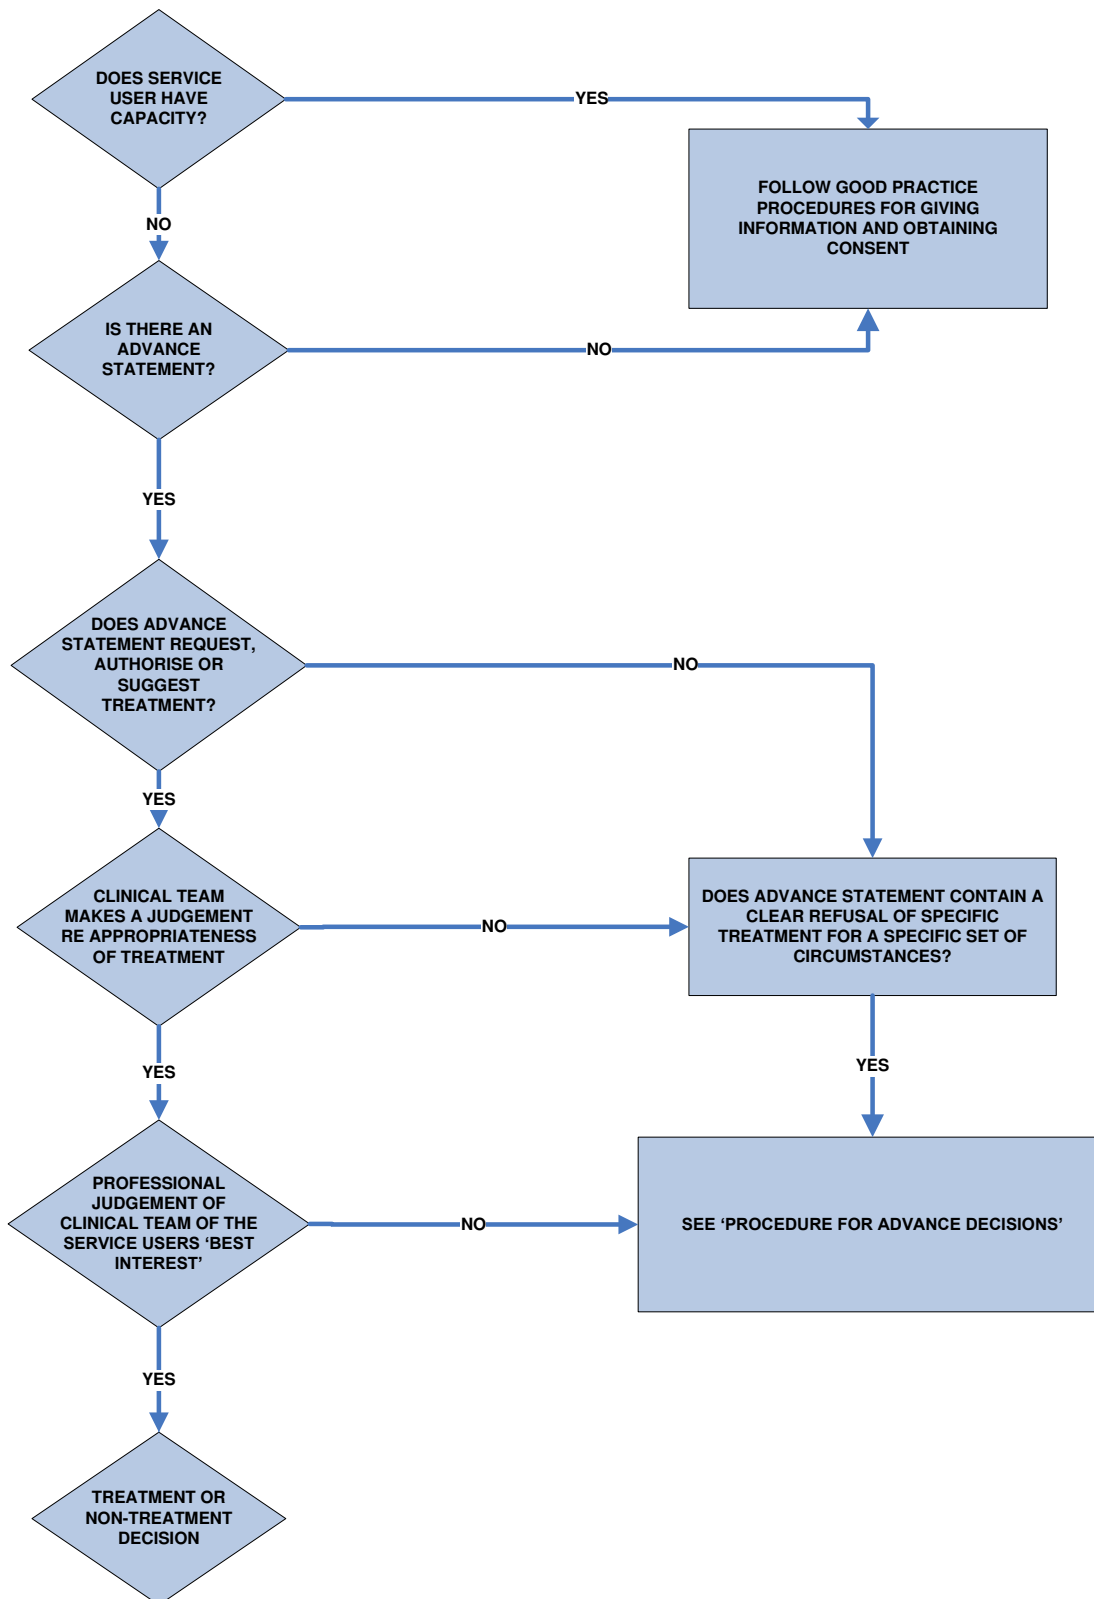 DOES SERVICE
USER HAVE
CAPACITY?
YES
FOLLOW GOOD PRACTICE
PROCEDURES FOR GIVING
INFORMATION AND OBTAINING
CONSENT
NO
IS THERE AN
ADVANCE
STATEMENT?
NO
YES
DOES ADVANCE
STATEMENT REQUEST,
AUTHORISE OR
SUGGEST
TREATMENT?
NO
YES
CLINICAL TEAM
MAKES A JUDGEMENT
RE APPROPRIATENESS
OF TREATMENT
NO
DOES ADVANCE STATEMENT CONTAIN A
CLEAR REFUSAL OF SPECIFIC
TREATMENT FOR A SPECIFIC SET OF
CIRCUMSTANCES?
YES
YES
PROFESSIONAL
JUDGEMENT OF
CLINICAL TEAM OF THE
SERVICE USERS ‘BEST
INTEREST’
NO
SEE ‘PROCEDURE FOR ADVANCE DECISIONS’
YES
TREATMENT OR
NON-TREATMENT
DECISION